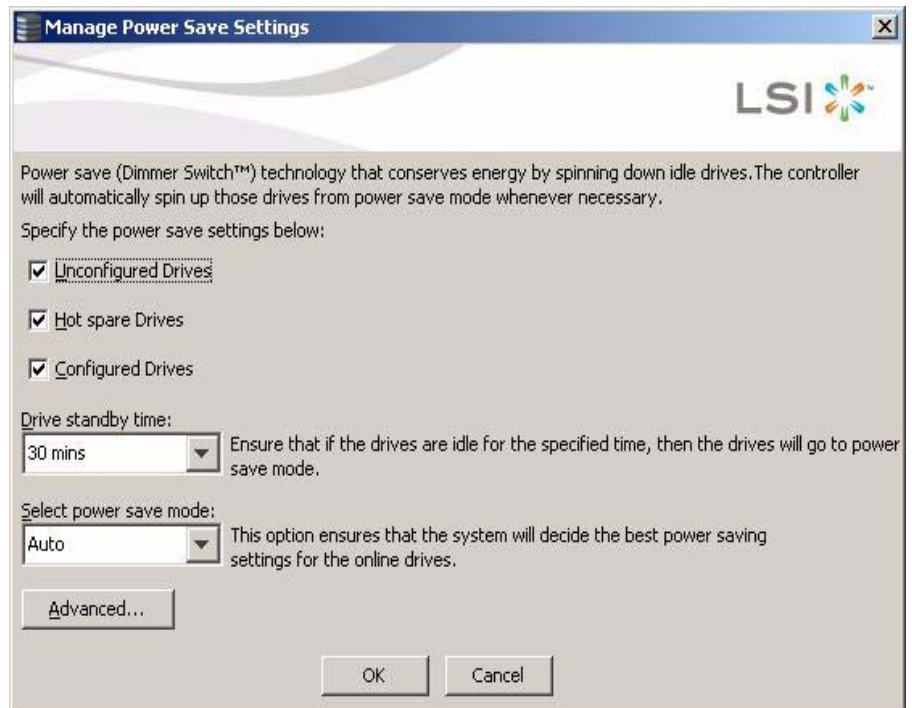 Manage Power Save Settings
LSI
Power save (Dimmer Switch™) technology that conserves energy by spinning down idle drives.The controller
will automatically spin up those drives from power save mode whenever necessary.
Specify the power save settings below:
Unconfigured Drives
Hot spare Drives
Configured Drives
Drive standby time:
30 mins
Ensure that if the drives are idle for the specified time, then the drives will go to power
save mode.
Select power save mode:
Auto
This option ensures that the system will decide the best power saving
settings for the online drives.
Advanced...
OK
Cancel